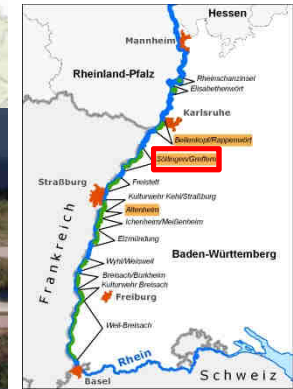 Hessen
Mannheim
Rheinland-Pfalz
Rheinschanzinsel
Elisabethenwört
Karlsruhe
Bellenkopf/Rappenwört
Söllingen/Greffern
Freistett
Straßburg
Kulturwehr Kehl/Straßburg
Altenheim
Ichenheim/Meißenheim
Elzmündung
Frankreich
Baden-Württemberg
Wyhl/Weisweil
Breisach/Burkheim
Kulturwehr Breisach
Freiburg
Weil-Breisach
Rhein
Basel
Schweiz